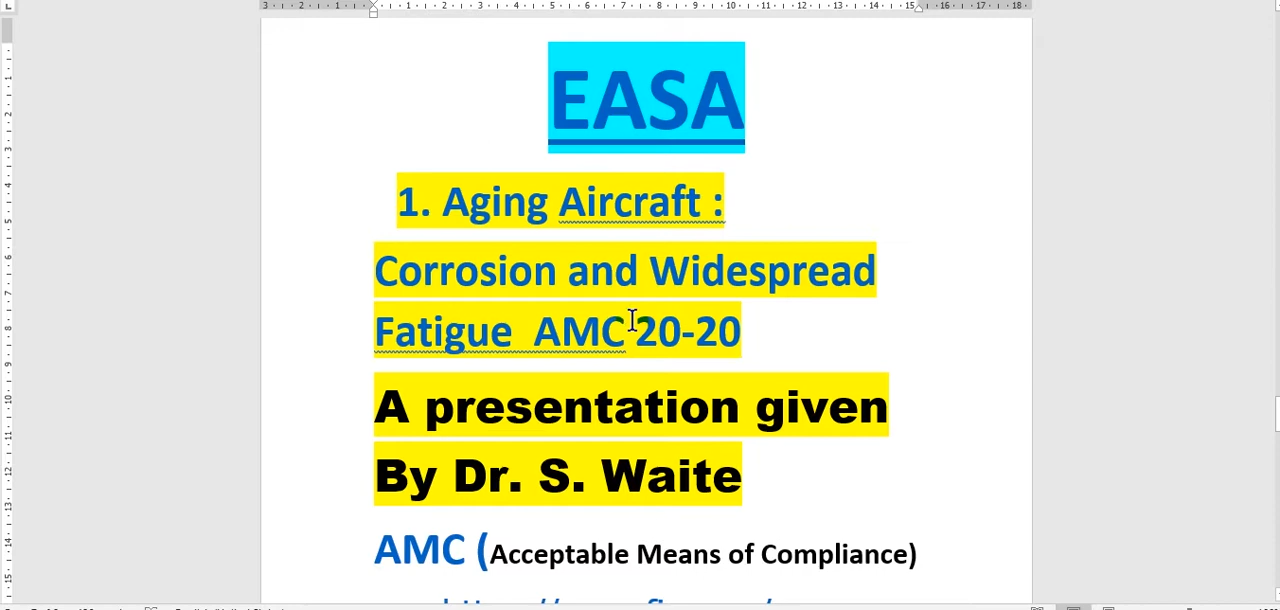 EASA
1. Aging Aircraft :
Corrosion and Widespread
Fatigue  AMC 20-20
A presentation given
By Dr. S. Waite
AMC (Acceptable Means of Compliance)